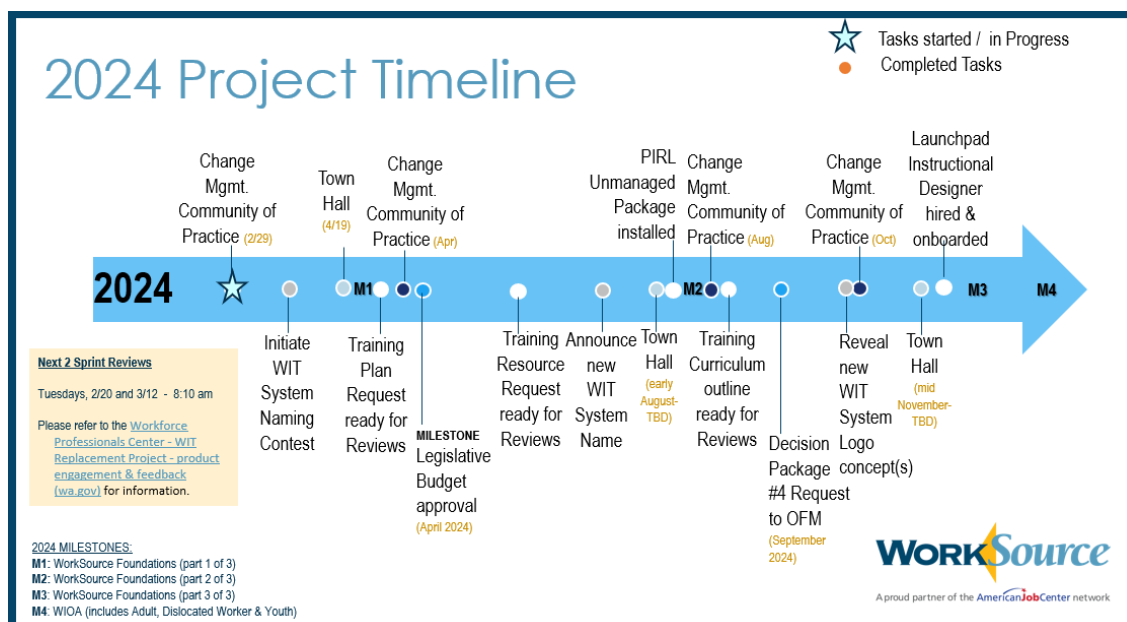 Tasks started / in Progress
Completed Tasks
2024 Project Timeline
Change
Mgmt.
Community of
Practice (2/29)
Town
Hall
(4/19)
Change
Mgmt.
Community of
Practice (Apr)
PIRL
Unmanaged
Package
installed
Change
Mgmt.
Community of
Practice (Aug)
Change
Mgmt.
Community of
Practice (Oct)
Launchpad
Instructional
Designer
hired &
onboarded
2024
M1
M2
M3
M4
Initiate
WIT
System
Naming
Contest
Training
Plan
Request
ready for
Reviews
MILESTONE
Legislative
Budget
approval
(April 2024)
Training
Resource
Request
ready for
Reviews
Announce
new
WIT
System
Name
Town
Hall
(early
August-
TBD)
Training
Curriculum
outline
ready for
Reviews
Decision
Package
#4 Request
to OFM
(September
2024)
Reveal
new
WIT
System
Logo
concept(s)
Town
Hall
(mid
November-
TBD)
Next 2 Sprint Reviews
Tuesdays, 2/20 and 3/12 - 8:10 am
Please refer to the Workforce
Professionals Center - WIT
Replacement Project - product
engagement & feedback
(wa.gov) for information.
2024 MILESTONES:
M1: WorkSource Foundations (part 1 of 3)
M2: WorkSource Foundations (part 2 of 3)
M3: WorkSource Foundations (part 3 of 3)
M4: WIOA (includes Adult, Dislocated Worker & Youth)
WORKSource
A proud partner of the AmericanJobCenter network